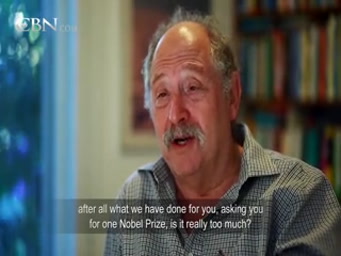 CBN.com
after all what we have done for you, asking you
for one Nobel Prize, is it really too much?